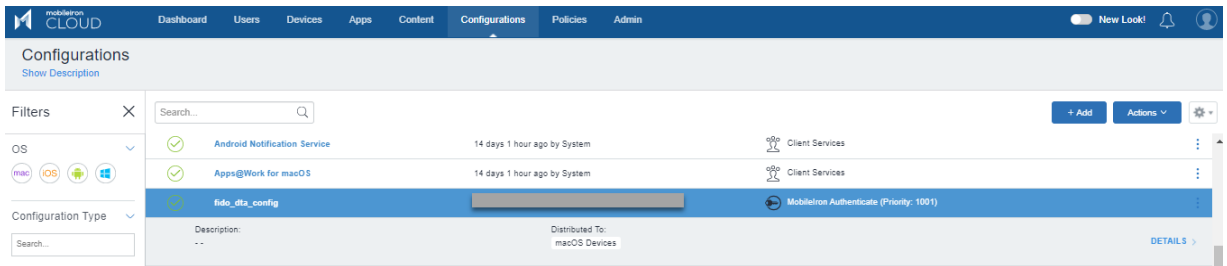 mobileiron
CLOUD
Dashboard Users Devices Apps Content Configurations Policies Admin
New Look!
Configurations
Show Description
Filters
Search...
+ Add
Actions
OS
mac iOS
Android Notification Service 14 days 1 hour ago by System Client Services
Apps@Work for macOS 14 days 1 hour ago by System Client Services
fido_dta_config MobileIron Authenticate (Priority: 1001)
Configuration Type
Search...
Description: Distributed To:
- - macOS Devices
DETAILS